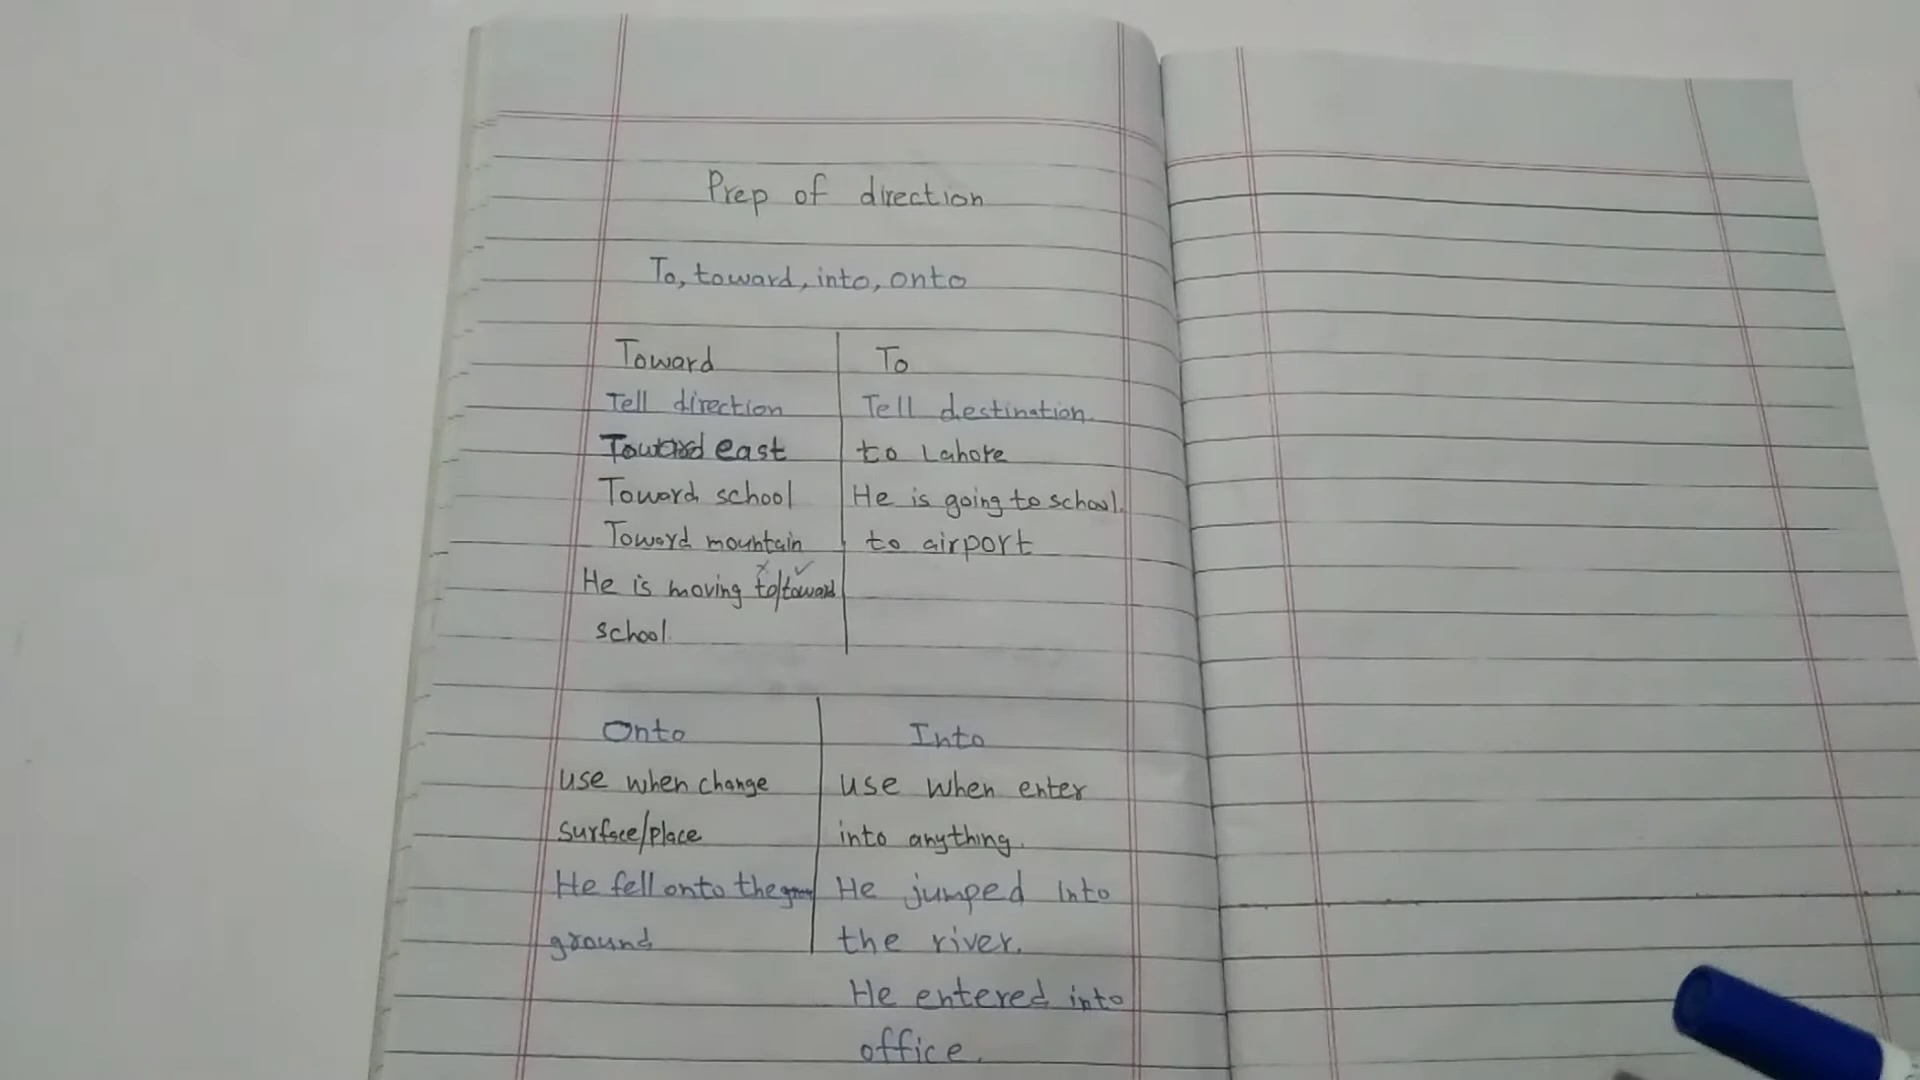 Prep of direction
To, toward, into, onto
Toward
Tell direction
Toward east
Toward school
Toward mountain
He is moving to/toward
school.
To
Tell destination.
to Lahore
He is going to school.
to airport
Onto
use when change
surface/place
He fell onto the
ground
Into
use when enter
into anything.
He jumped into
the river.
He entered into
office.